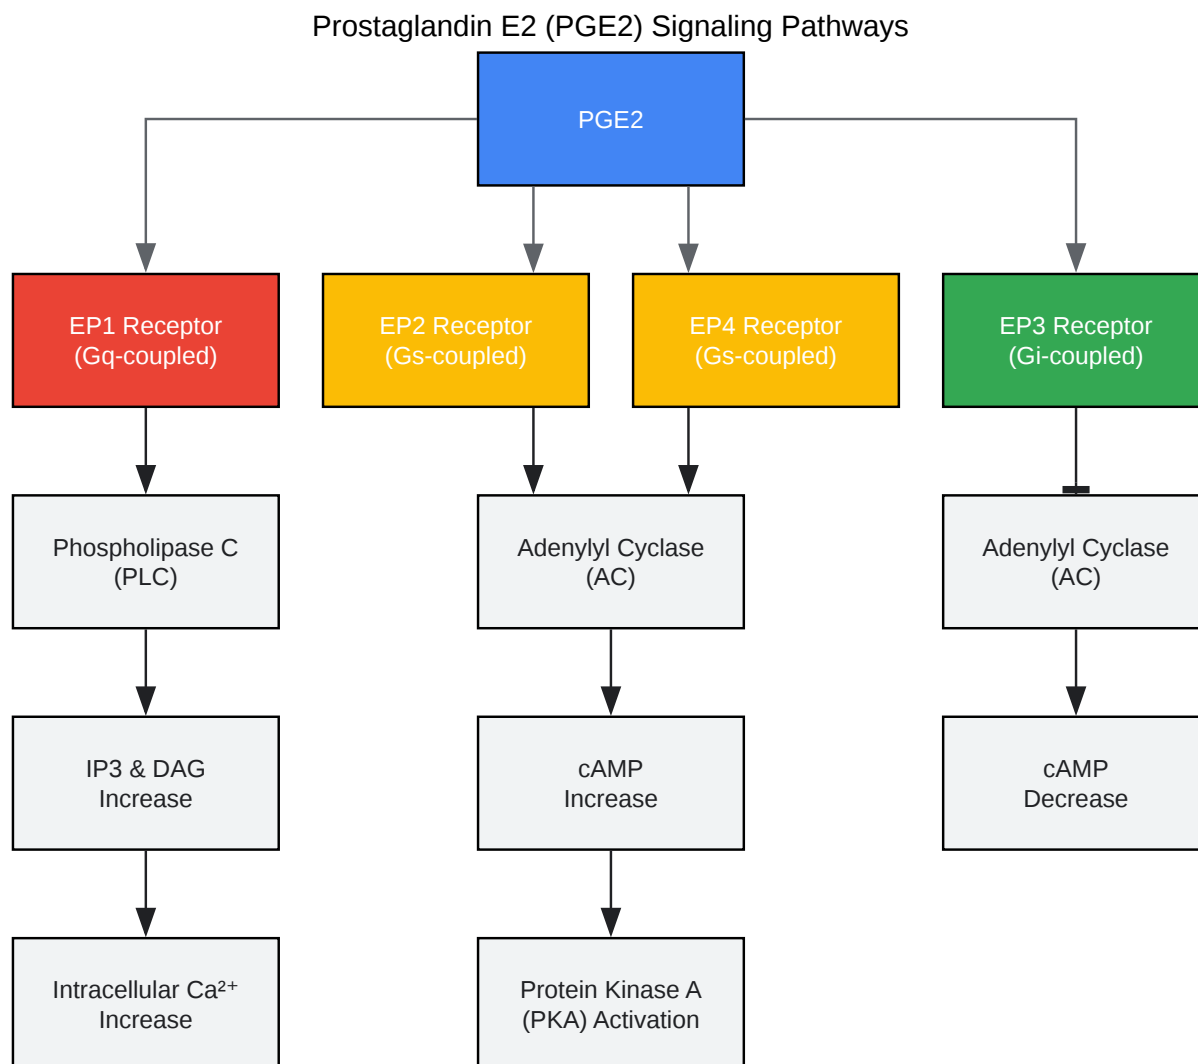 Prostaglandin E2 (PGE2) Signaling Pathways
PGE2
EP1 Receptor
(Gq-coupled)
EP2 Receptor
(Gs-coupled)
EP4 Receptor
(Gs-coupled)
EP3 Receptor
(Gi-coupled)
Phospholipase C
(PLC)
Adenylyl Cyclase
(AC)
Adenylyl Cyclase
(AC)
IP3 & DAG
Increase
cAMP
Increase
cAMP
Decrease
Intracellular Ca²⁺
Increase
Protein Kinase A
(PKA) Activation